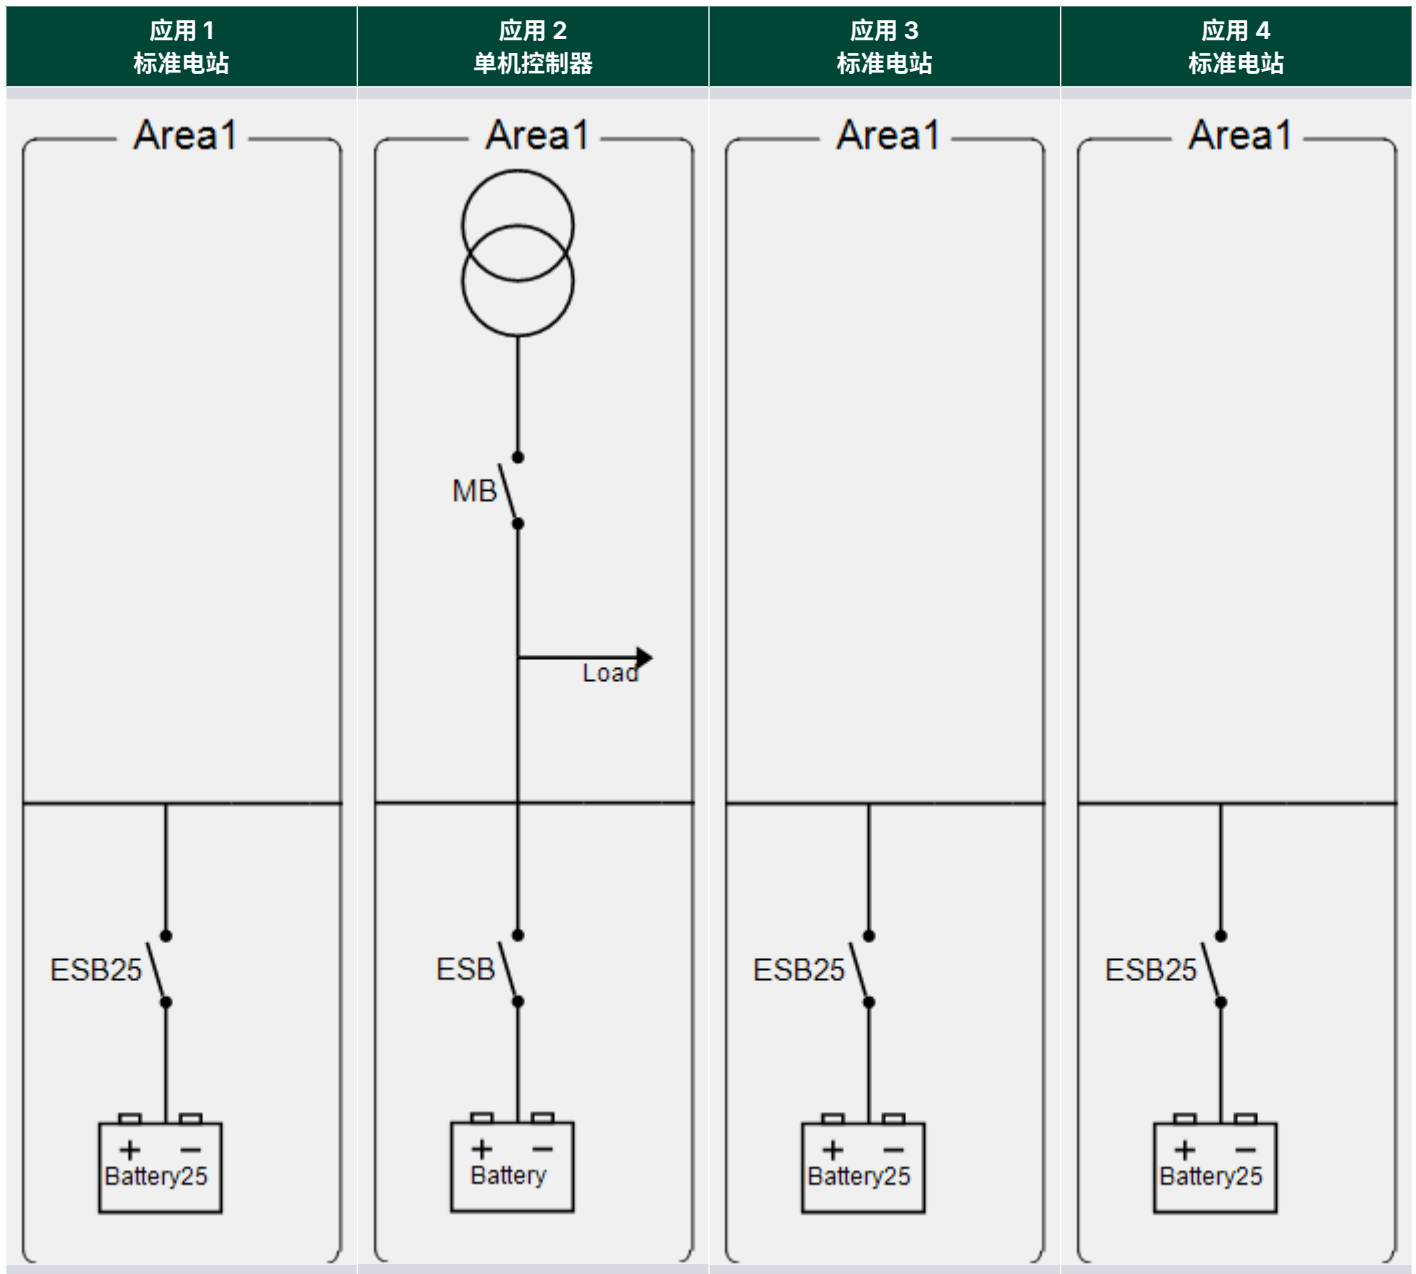 应用 1
标准电站
应用 2
单机控制器
应用 3
标准电站
应用 4
标准电站
Area1
ESB25
+ −
Battery25
Area1
MB
Load
ESB
+ −
Battery
Area1
ESB25
+ −
Battery25
Area1
ESB25
+ −
Battery25